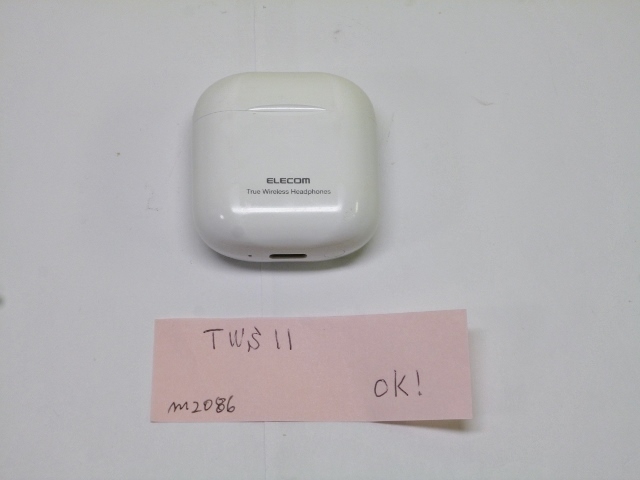 ELECOM
True Wireless Headphones
TWS 11
OK!
m2086